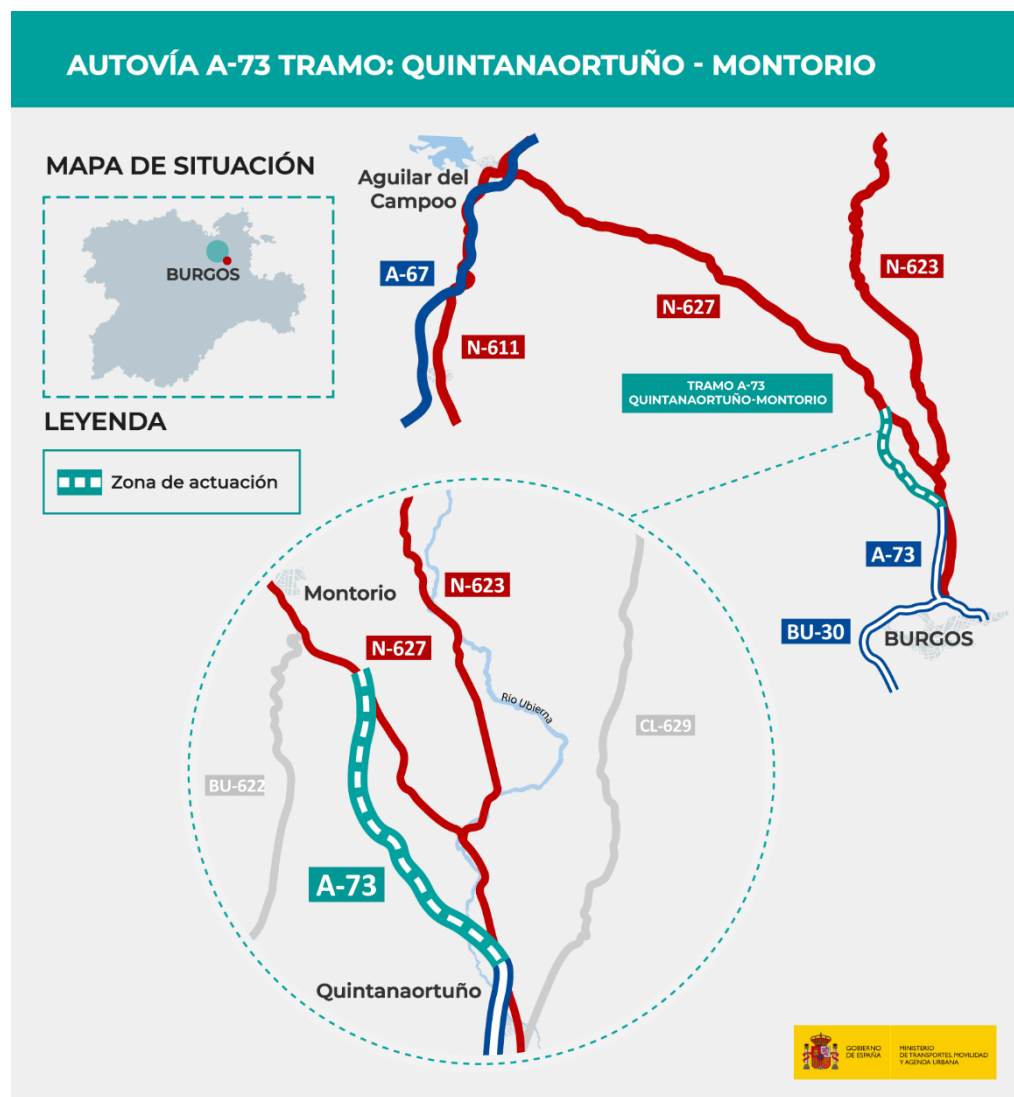 AUTOVÍA A-73 TRAMO: QUINTANAORTUÑO - MONTORIO
MAPA DE SITUACIÓN
BURGOS
LEYENDA
Zona de actuación
Aguilar del
Campoo
A-67
N-611
N-627
N-623
TRAMO A-73
QUINTANAORTUÑO-MONTORIO
A-73
BU-30
BURGOS
Montorio
N-623
N-627
Río Ubierna
CL-629
BU-622
A-73
Quintanaortuño
GOBIERNO
DE ESPAÑA
MINISTERIO
DE TRANSPORTES, MOVILIDAD
Y AGENDA URBANA